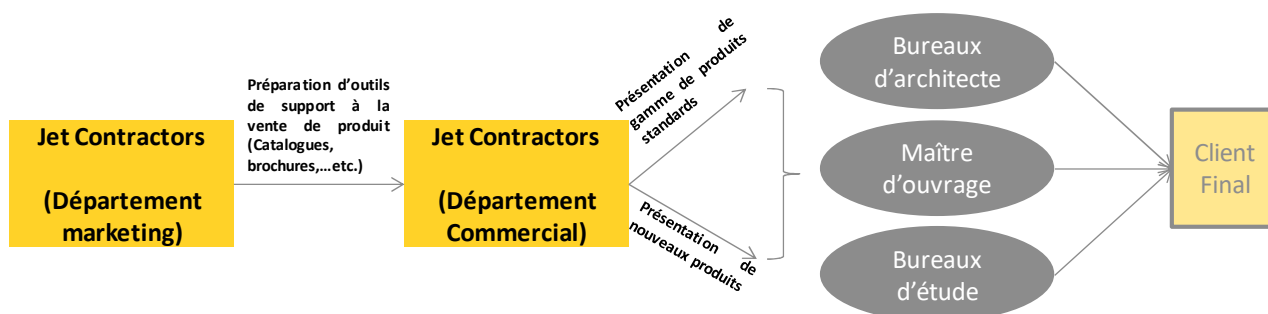 Jet Contractors
(Département
marketing)
Préparation d'outils
de support à la
vente de produit
(Catalogues,
brochures,...etc.)
Jet Contractors
(Département
Commercial)
Présentation de
gamme de produits
standards
Présentation de
nouveaux produits
Bureaux
d'architecte
Maître
d'ouvrage
Bureaux
d'étude
Client
Final